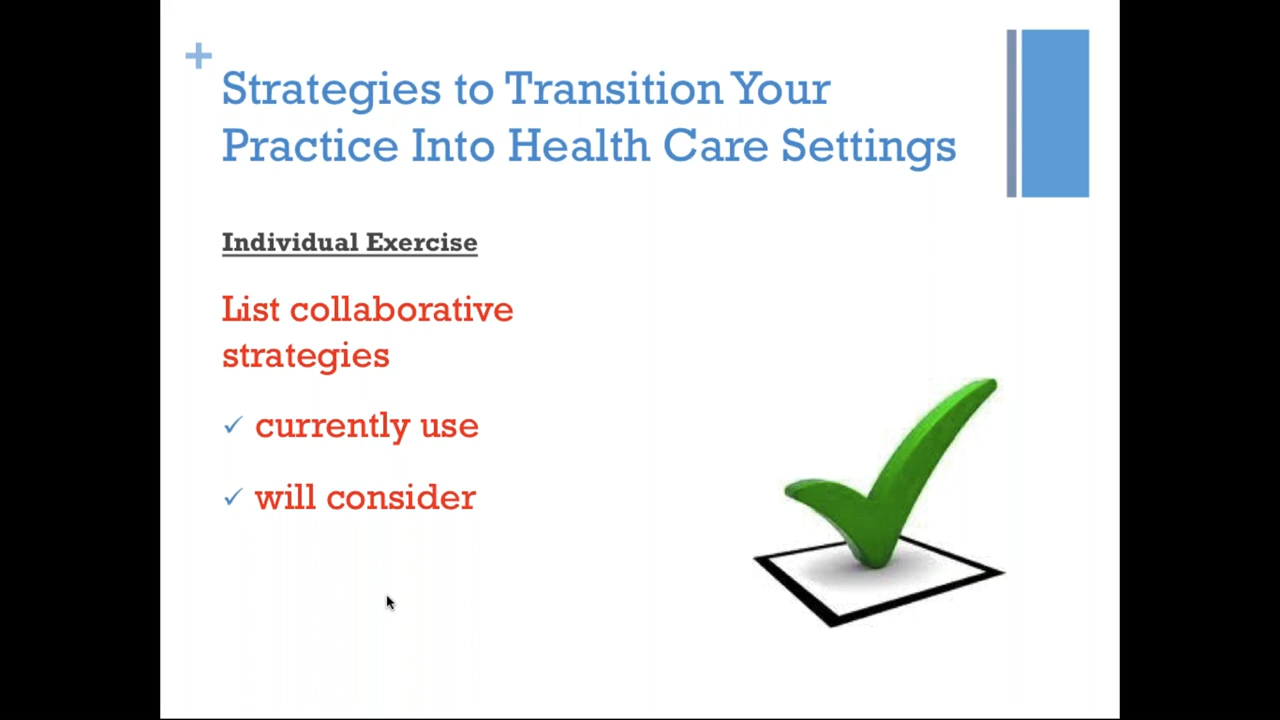 +
Strategies to Transition Your
Practice Into Health Care Settings
Individual Exercise
List collaborative
strategies
✓ currently use
✓ will consider